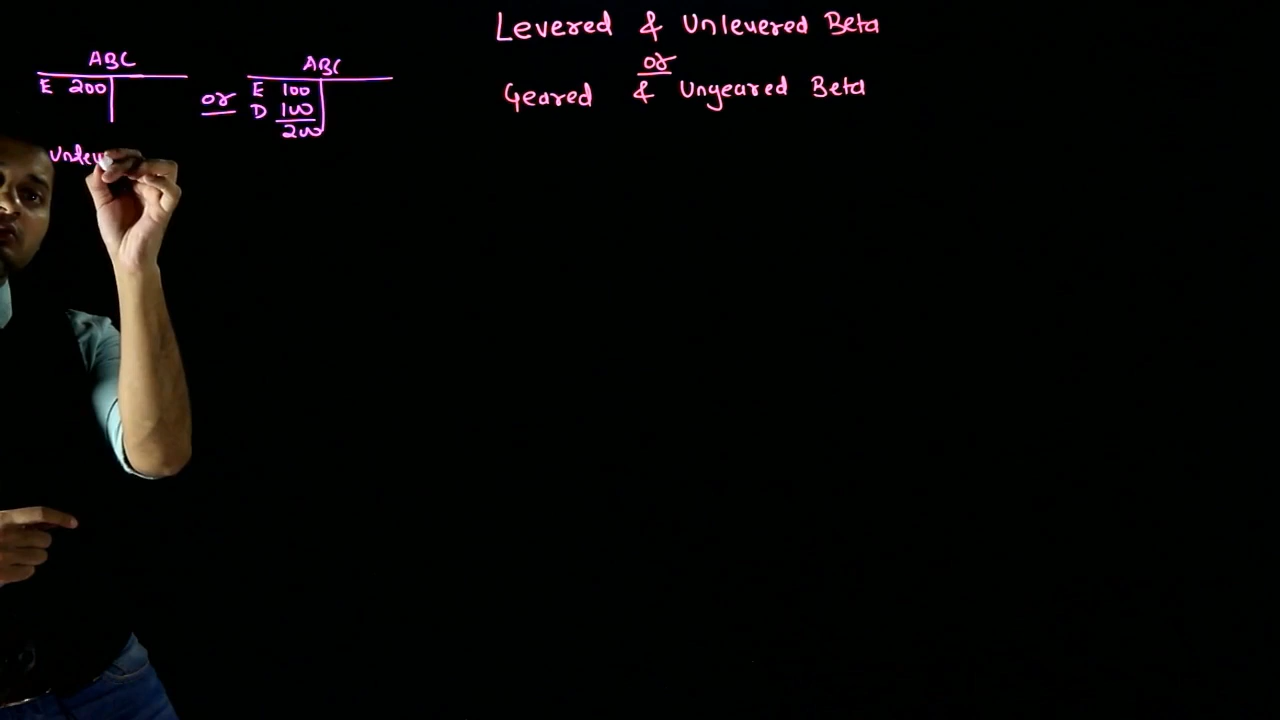 Levered & Unlevered Beta
or
Geared & Ungeared Beta
ABC
E 200
or
ABC
E 100
D 100
200